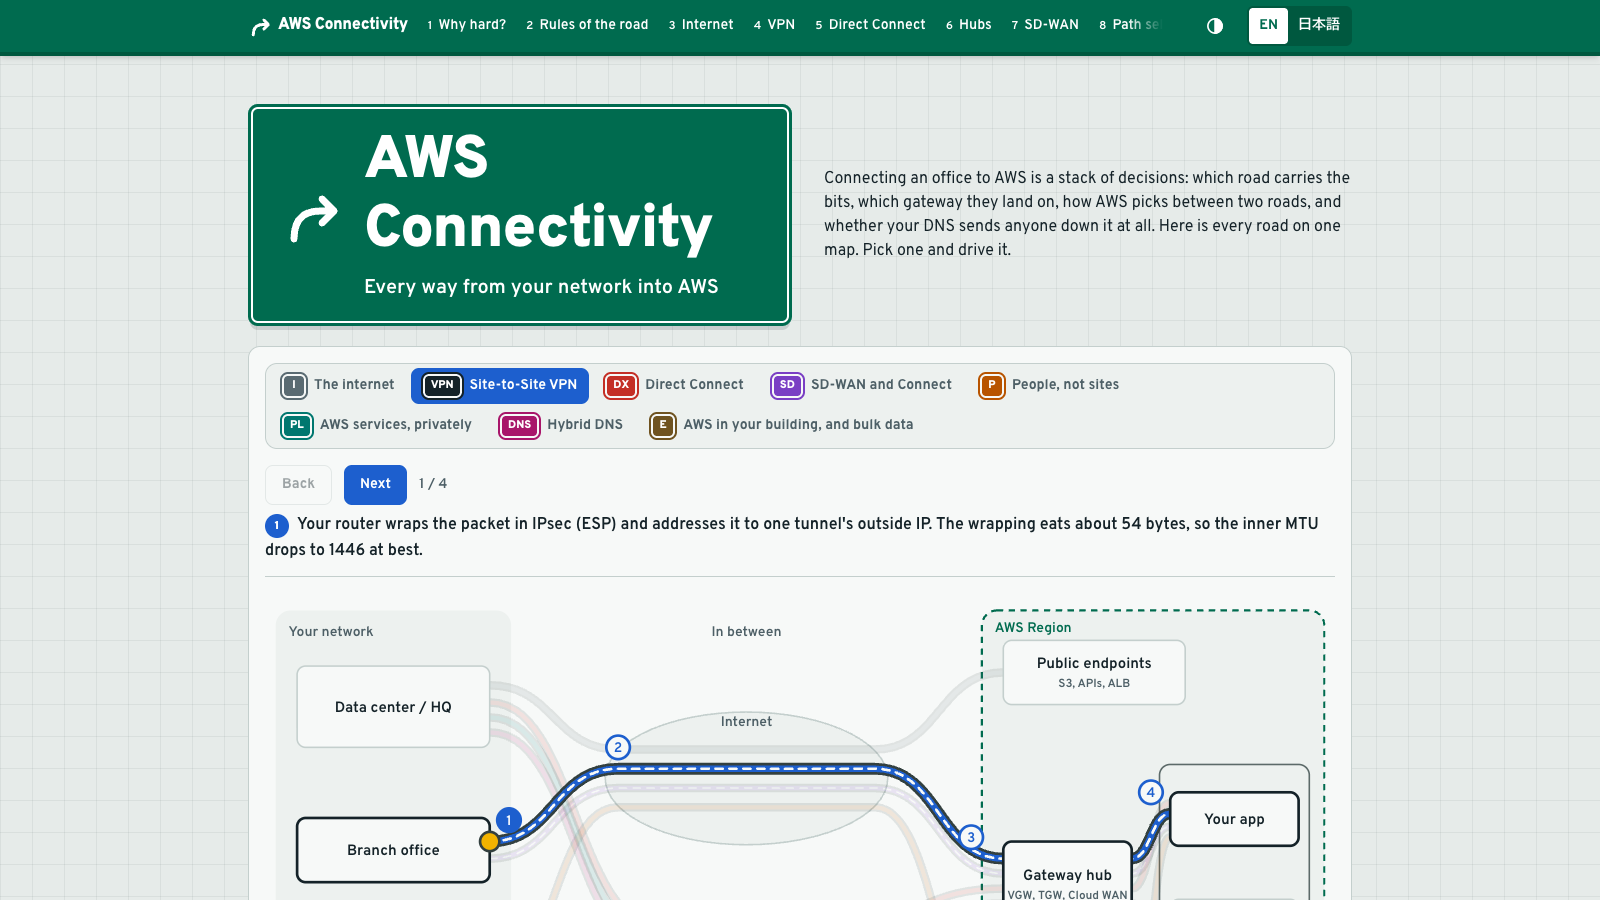 AWS Connectivity 1 Why hard? 2 Rules of the road 3 Internet 4 VPN 5 Direct Connect 6 Hubs 7 SD-WAN 8 Path EN 日本語
AWS
Connectivity
Every way from your network into AWS
Connecting an office to AWS is a stack of decisions: which road carries the
bits, which gateway they land on, how AWS picks between two roads, and
whether your DNS sends anyone down it at all. Here is every road on one
map. Pick one and drive it.
I The internet VPN Site-to-Site VPN DX Direct Connect SD SD-WAN and Connect P People, not sites
PL AWS services, privately DNS Hybrid DNS E AWS in your building, and bulk data
Back Next 1 / 4
1 Your router wraps the packet in IPsec (ESP) and addresses it to one tunnel's outside IP. The wrapping eats about 54 bytes, so the inner MTU
drops to 1446 at best.
Your network
In between
AWS Region
Public endpoints
S3, APIs, ALB
Data center / HQ
Internet
2
4
Your app
1
3
Branch office
Gateway hub
VGW, TGW, Cloud WAN